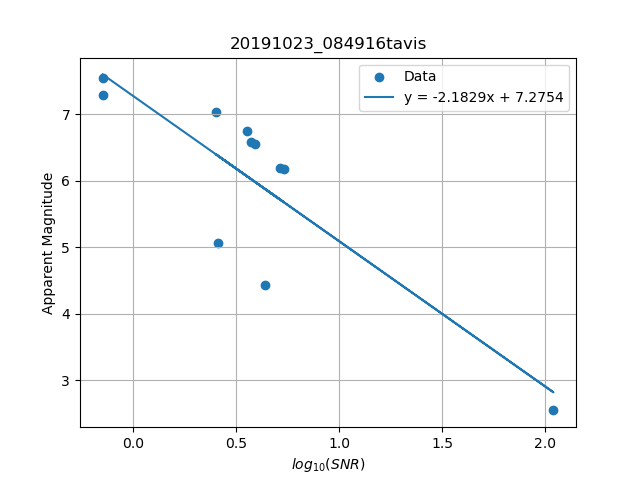 20191023_084916tavis
Data
y = -2.1829x + 7.2754
Apparent Magnitude
7
6
5
4
3
0.0 0.5 1.0 1.5 2.0
log₁₀(SNR)